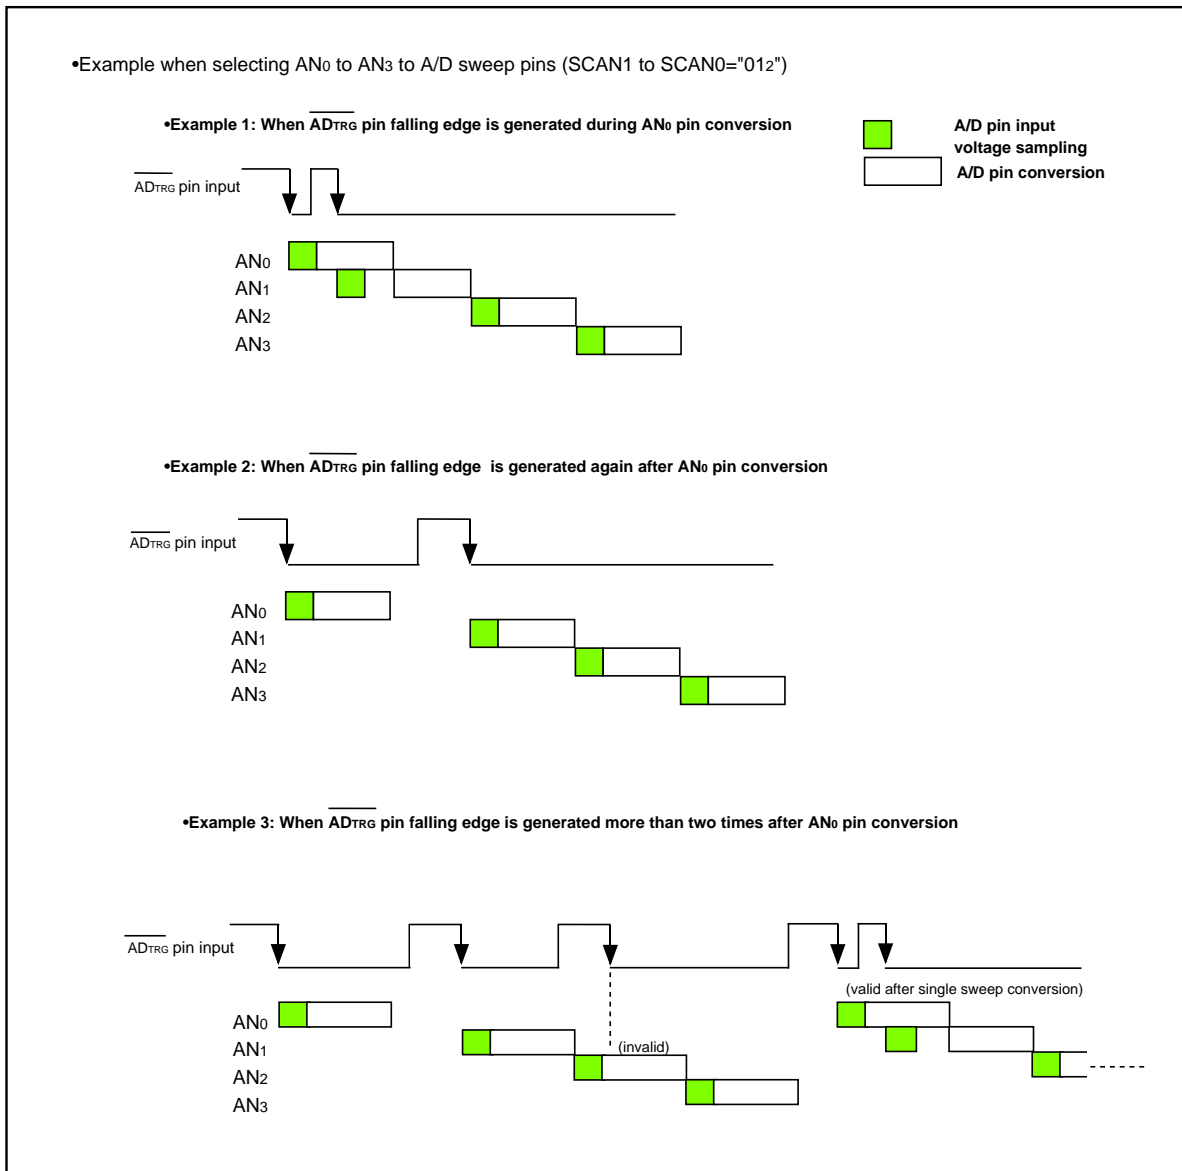 •Example when selecting AN0 to AN3 to A/D sweep pins (SCAN1 to SCAN0="012")
•Example 1: When ADTRG pin falling edge is generated during AN0 pin conversion
A/D pin input
voltage sampling
A/D pin conversion
ADTRG pin input
AN0
AN1
AN2
AN3
•Example 2: When ADTRG pin falling edge is generated again after AN0 pin conversion
ADTRG pin input
AN0
AN1
AN2
AN3
•Example 3: When ADTRG pin falling edge is generated more than two times after AN0 pin conversion
ADTRG pin input
(valid after single sweep conversion)
AN0
AN1
(invalid)
AN2
AN3